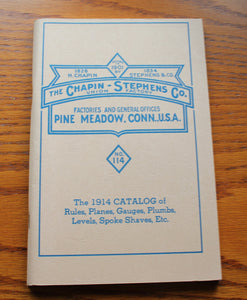 1901
1826
H. CHAPIN
1854
STEPHENS & CO.
UNION FACTORY
THE CHAPIN-STEPHENS CO.
FACTORIES AND GENERAL OFFICES
PINE MEADOW, CONN., U.S.A.
NO.
114
The 1914 CATALOG of
Rules, Planes, Gauges, Plumbs,
Levels, Spoke Shaves, Etc.